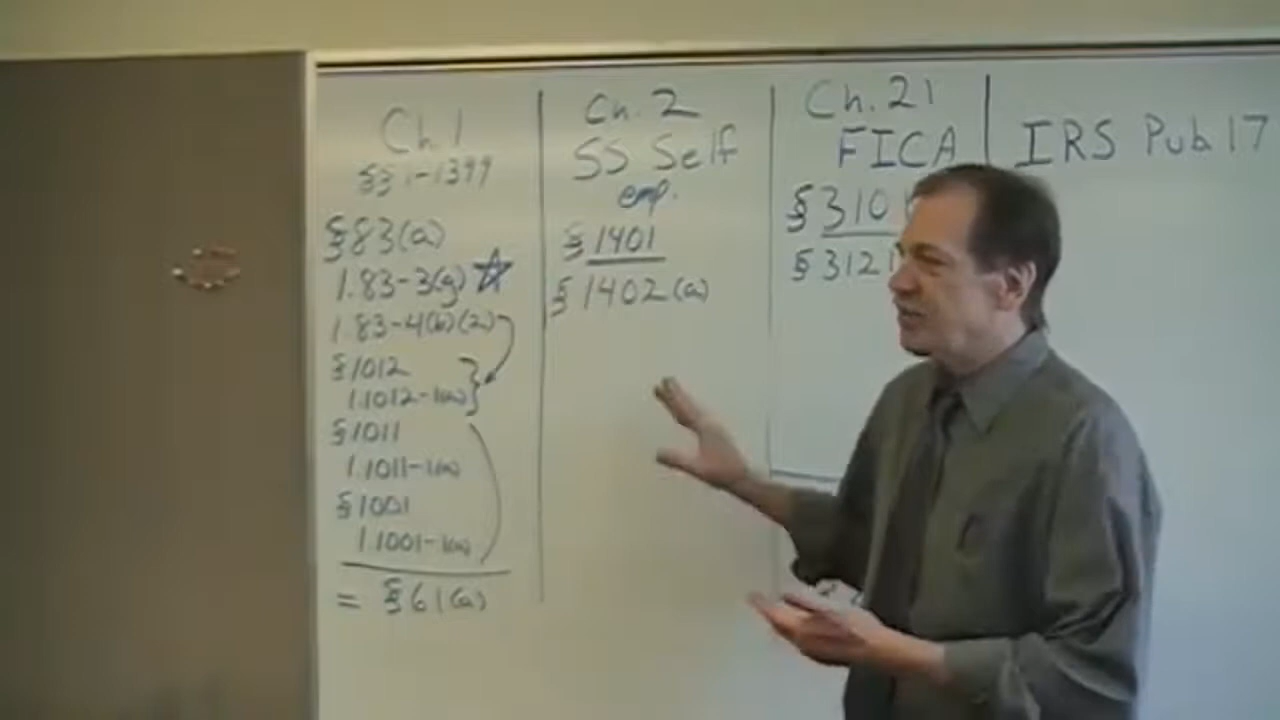 Ch. 1
§§ 1-1399
§83(a)
1.83-3(g) ☆
1.83-4(b)(2)
§1012
1.1012-1(a)
§1011
1.1011-1(a)
§1001
1.1001-1(a)
= §61(a)
Ch. 2
SS Self
emp.
§1401
§1402(a)
Ch. 21
FICA
§3101
§3121
IRS Pub. 17